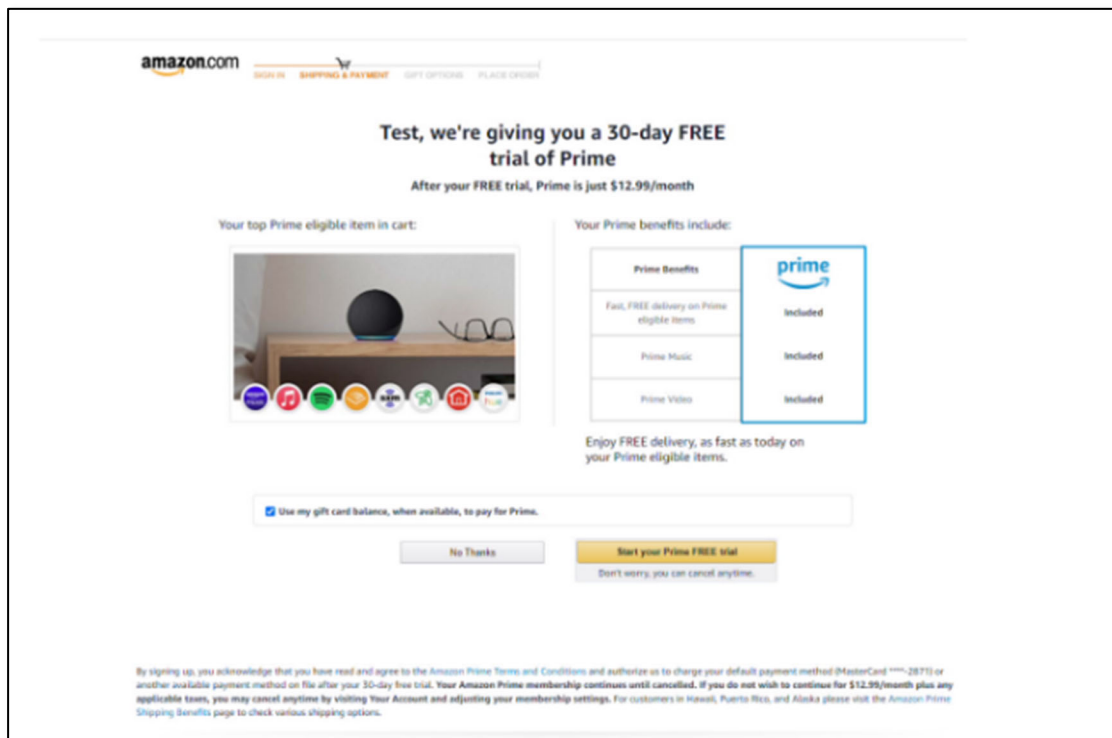 amazon.com
SIGN IN SHIPPING & PAYMENT GIFT OPTIONS PLACE ORDER
Test, we're giving you a 30-day FREE
trial of Prime
After your FREE trial, Prime is just $12.99/month
Your top Prime eligible item in cart:
Your Prime benefits include:
Prime Benefits
prime
Fast, FREE delivery on Prime
eligible items
Included
Prime Music
Included
Prime Video
Included
Enjoy FREE delivery, as fast as today on
your Prime eligible items.
Use my gift card balance, when available, to pay for Prime.
No Thanks
Start your Prime FREE trial
Don't worry, you can cancel anytime.
By signing up, you acknowledge that you have read and agree to the Amazon Prime Terms and Conditions and authorize us to charge your default payment method (MasterCard ****-2871) or
another available payment method on file after your 30-day free trial. Your Amazon Prime membership continues until cancelled. If you do not wish to continue for $12.99/month plus any
applicable taxes, you may cancel anytime by visiting Your Account and adjusting your membership settings. For customers in Hawaii, Puerto Rico, and Alaska please visit the Amazon Prime
Shipping Benefits page to check various shipping options.